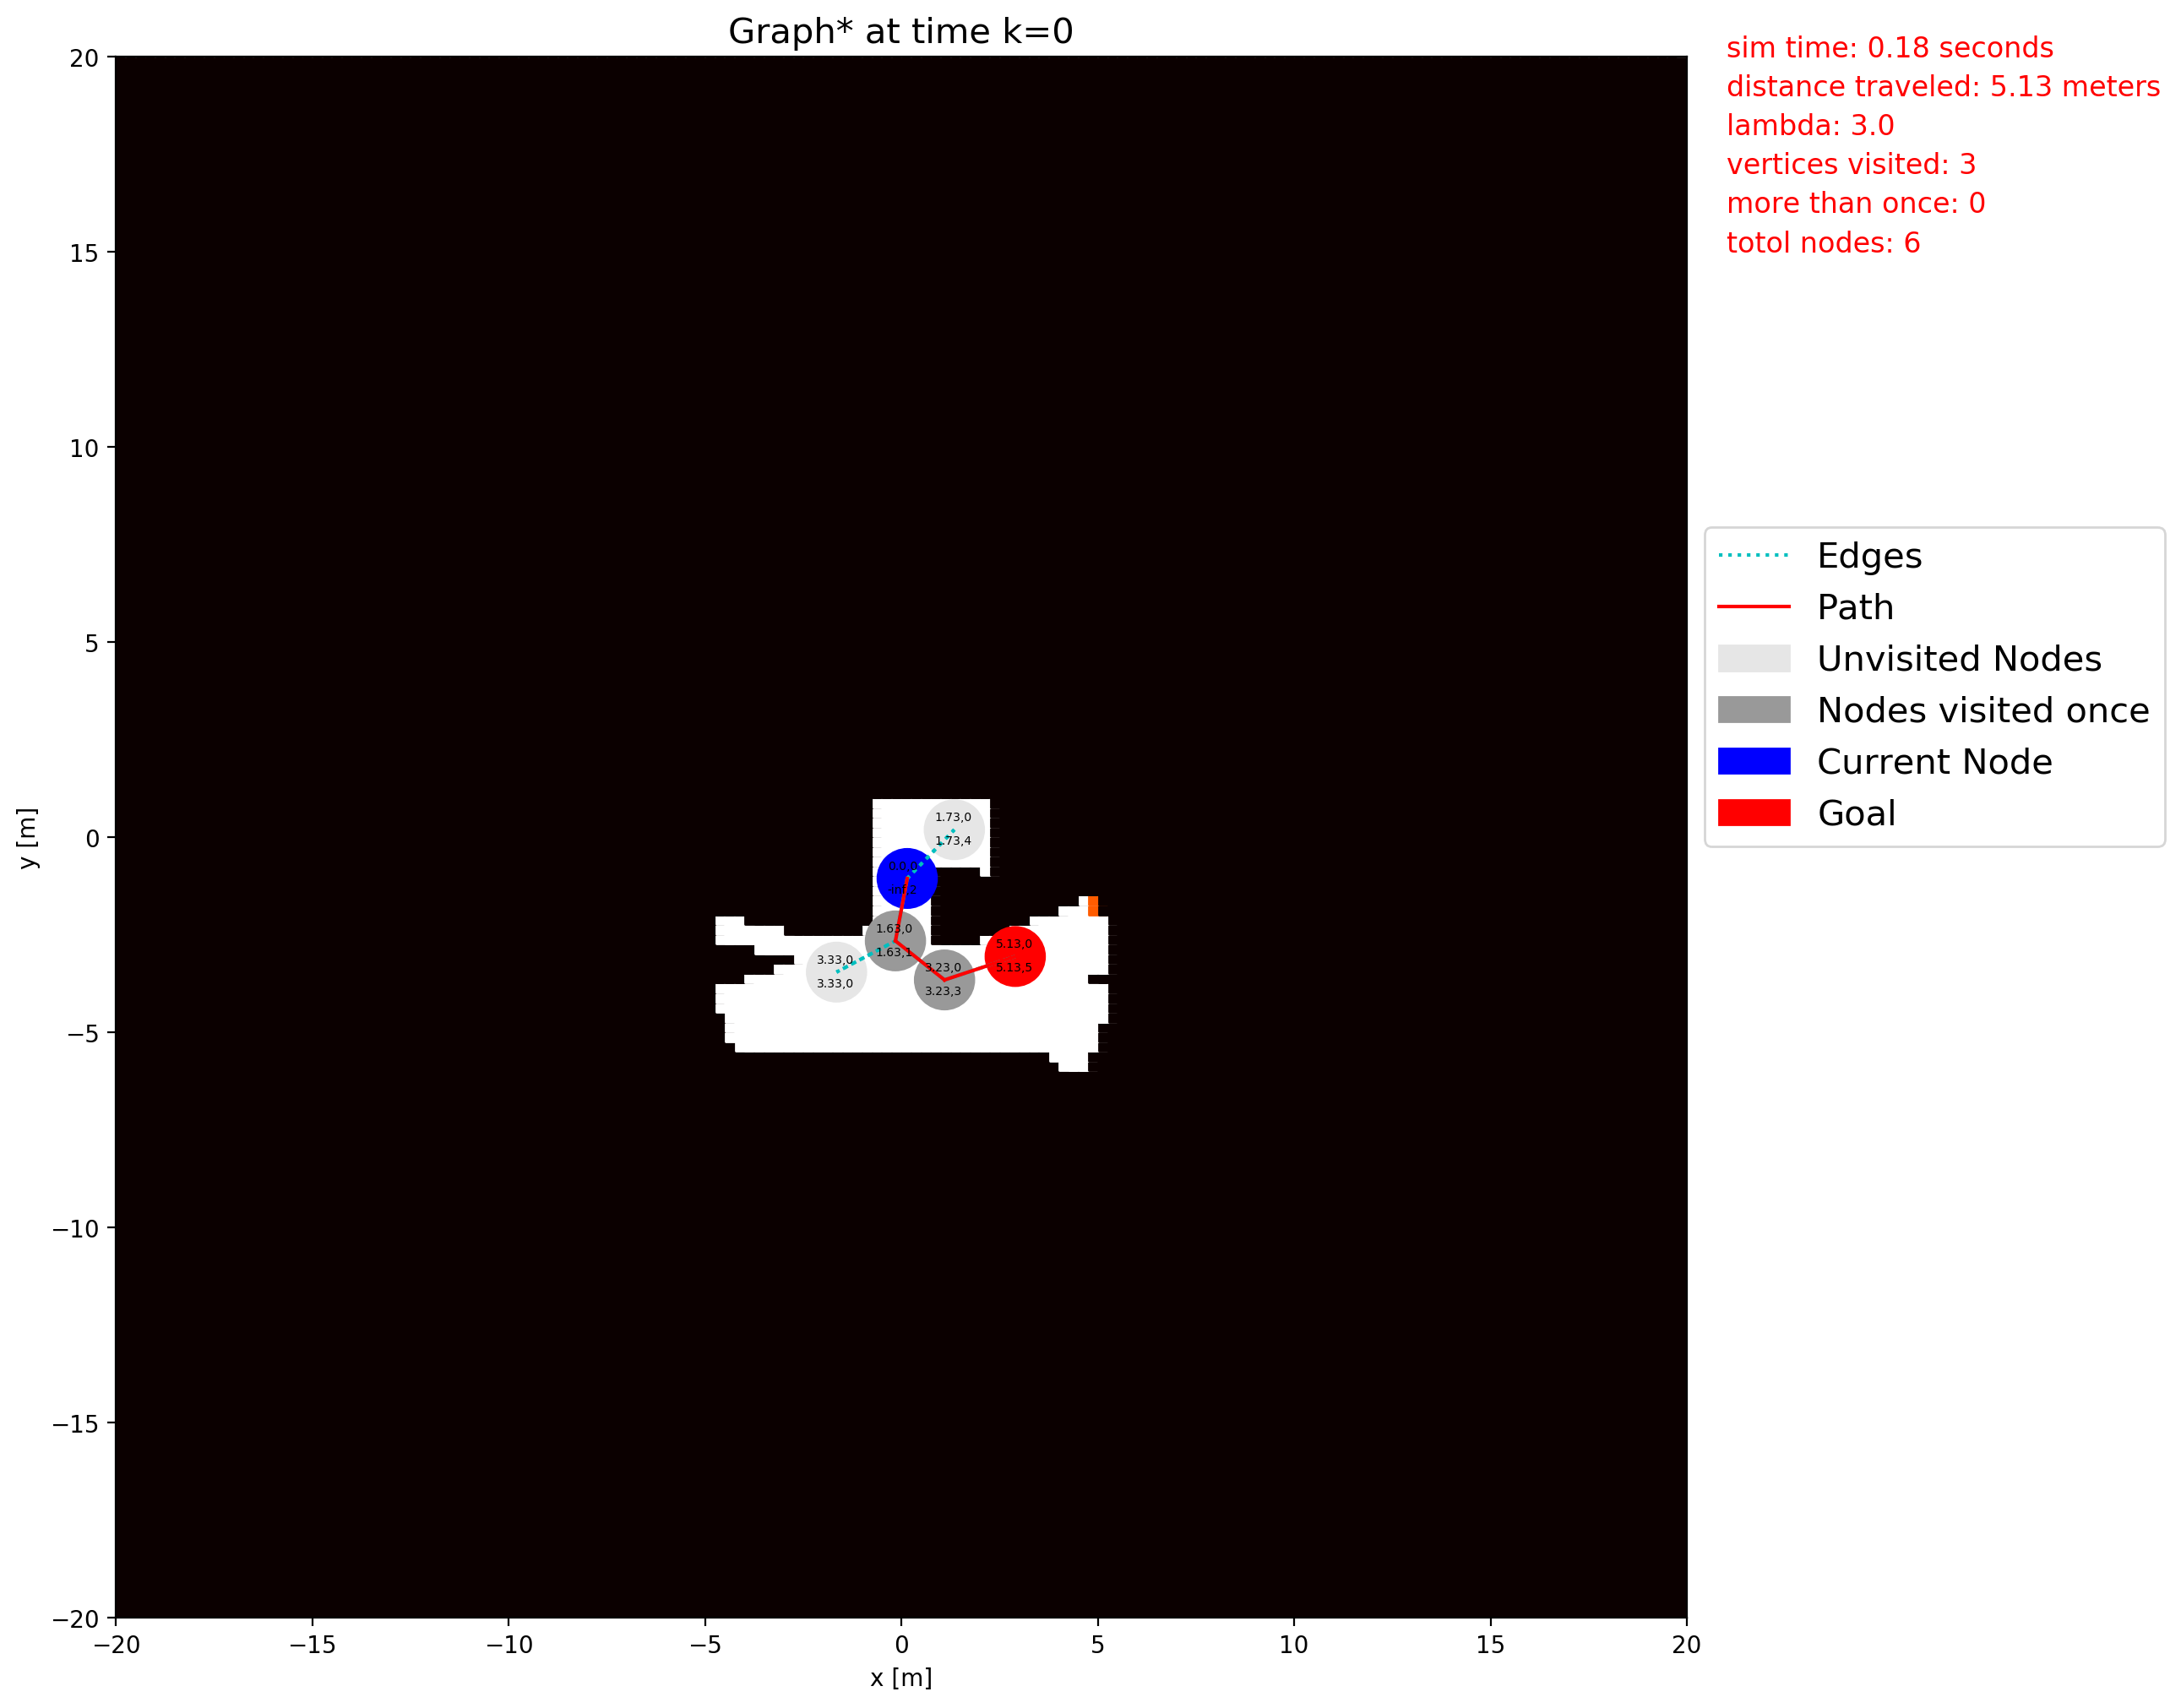 Graph* at time k=0
sim time: 0.18 seconds
distance traveled: 5.13 meters
lambda: 3.0
vertices visited: 3
more than once: 0
totol nodes: 6
20
15
10
5
0
−5
−10
−15
−20
y [m]
1.73,0
1.73,4
0.0,0
1.63,0
1.63,1
5.13,0
5.13,5
3.33,0
3.33,0
3.23,0
3.23,3
Edges
Path
Unvisited Nodes
Nodes visited once
Current Node
Goal
−20
−15
−10
−5
0
5
10
15
20
x [m]